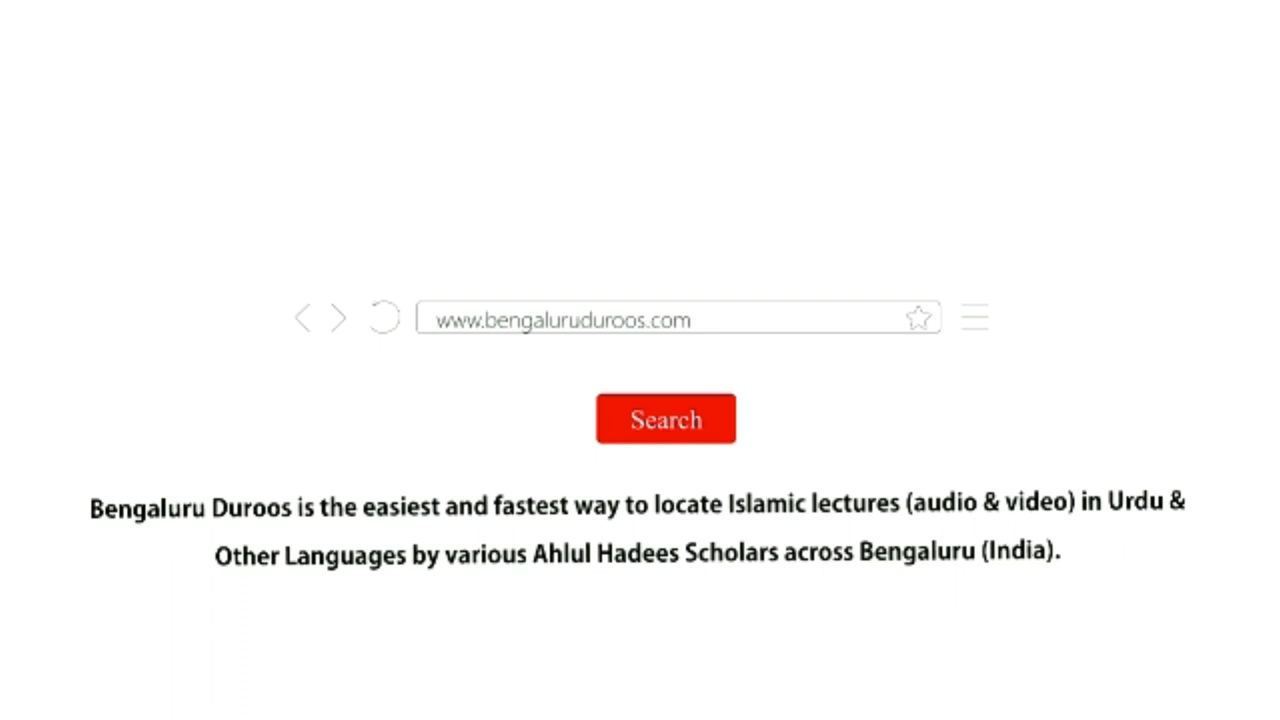 www.bengaluruduroos.com
Search
Bengaluru Duroos is the easiest and fastest way to locate Islamic lectures (audio & video) in Urdu &
Other Languages by various Ahlul Hadees Scholars across Bengaluru (India).